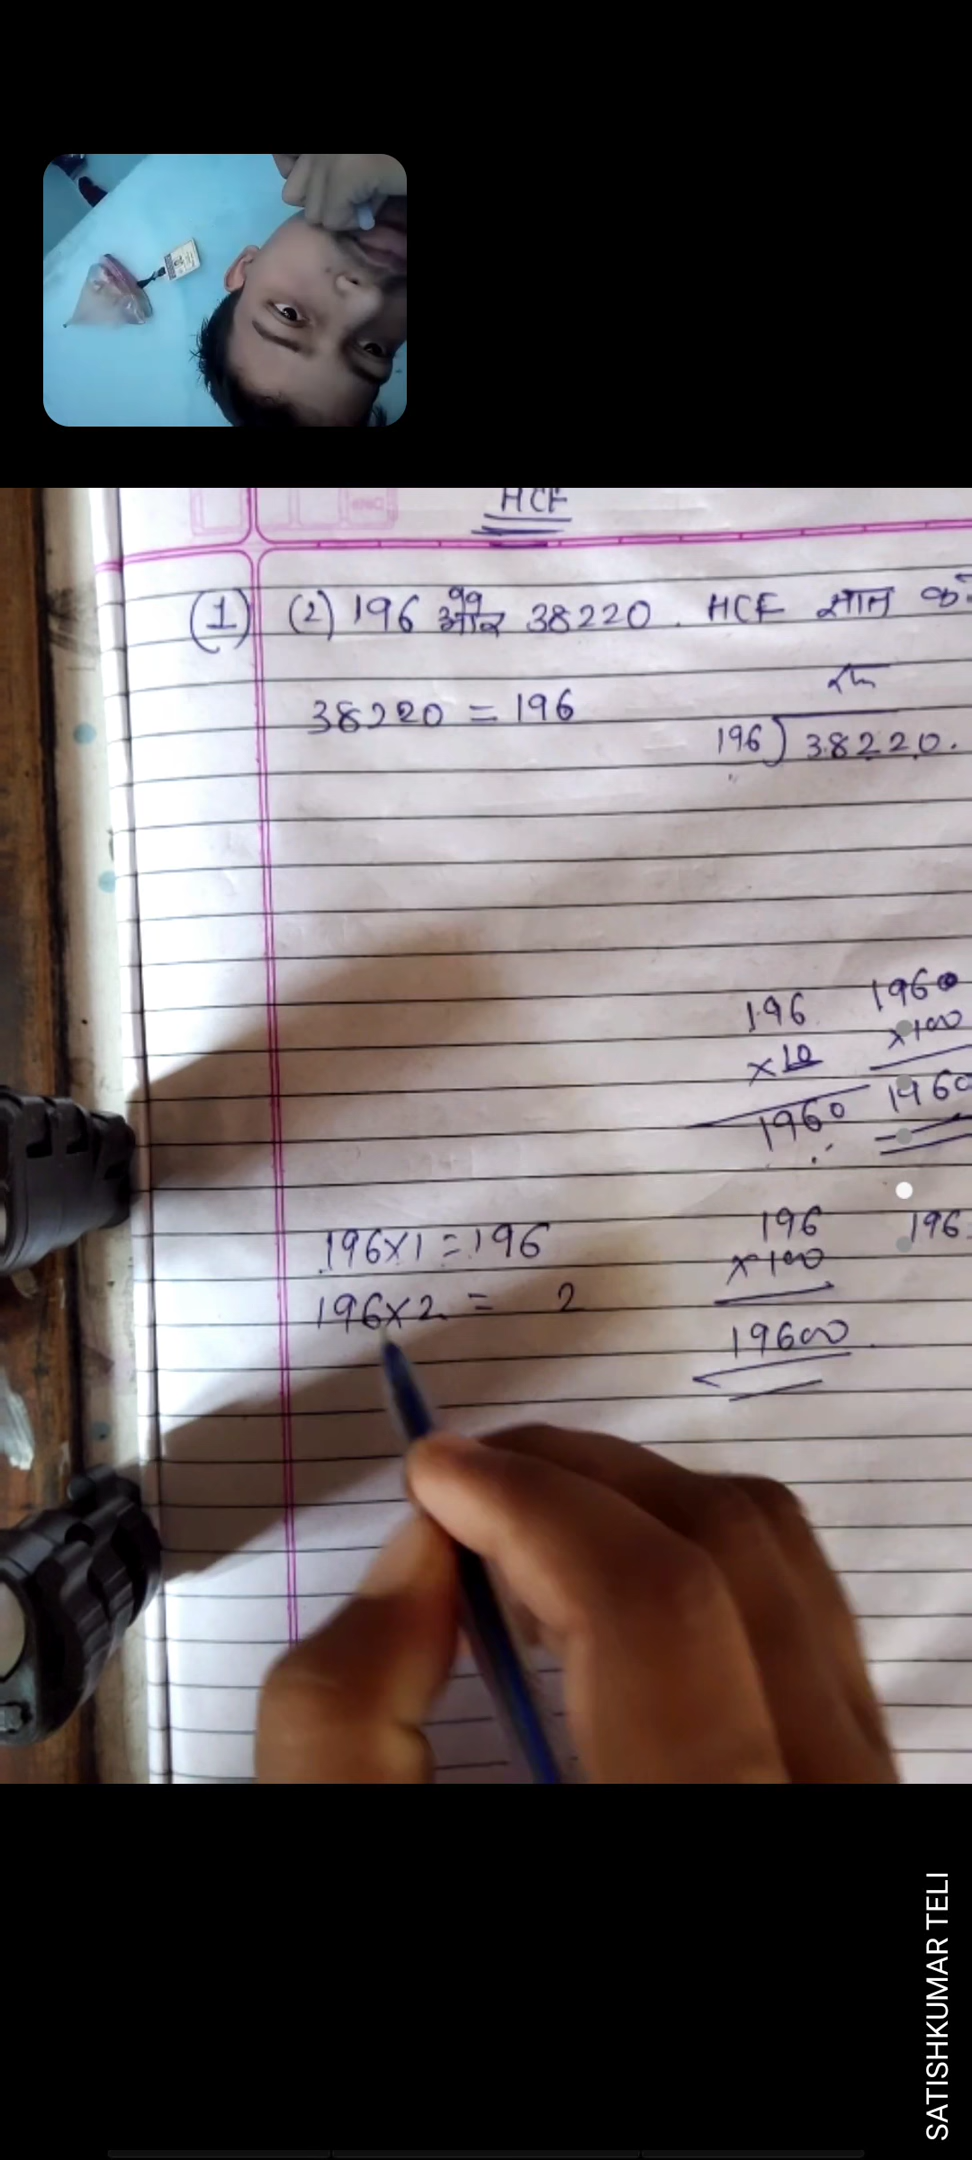 HCF
(1) (2) 196 और 38220. HCF ज्ञात
38220 = 196
196) 38220.
196 1960
×10 ×100
1960 1960
196×1=196 196 196
196×2 = 2 ×100
19600
SATISHKUMAR TELI